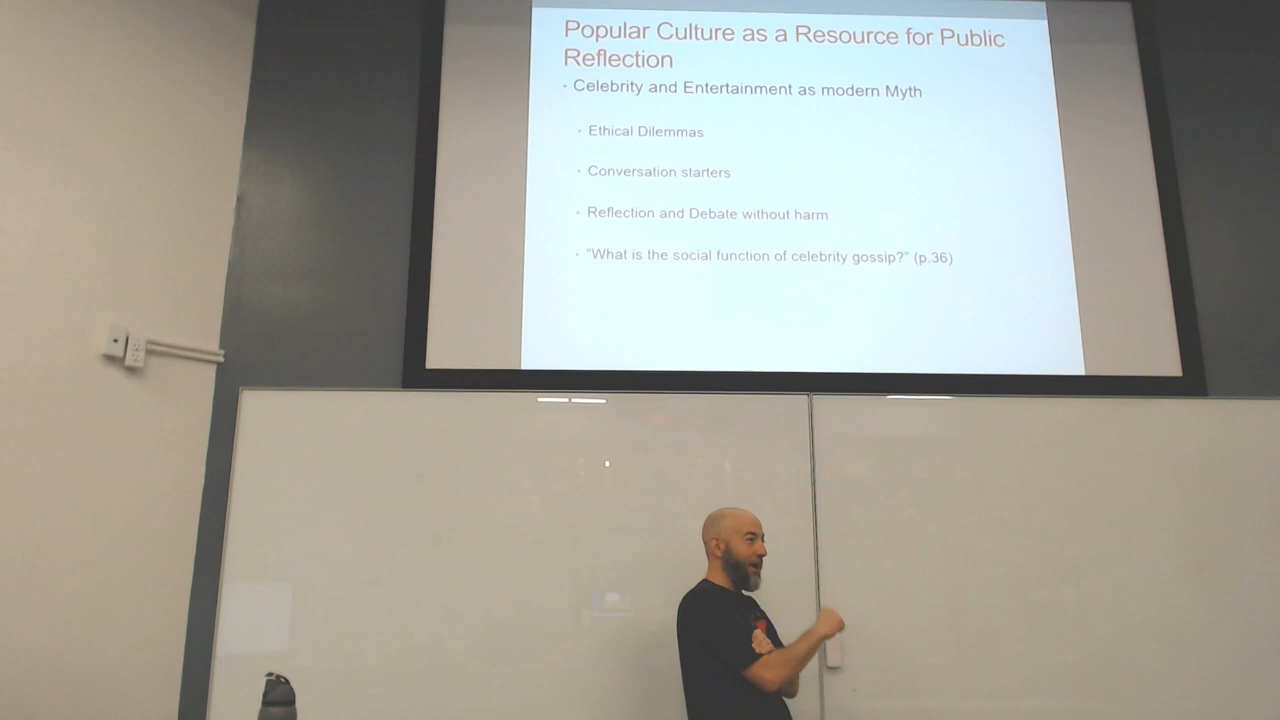 Popular Culture as a Resource for Public
Reflection
• Celebrity and Entertainment as modern Myth
• Ethical Dilemmas
• Conversation starters
• Reflection and Debate without harm
• “What is the social function of celebrity gossip?” (p.36)